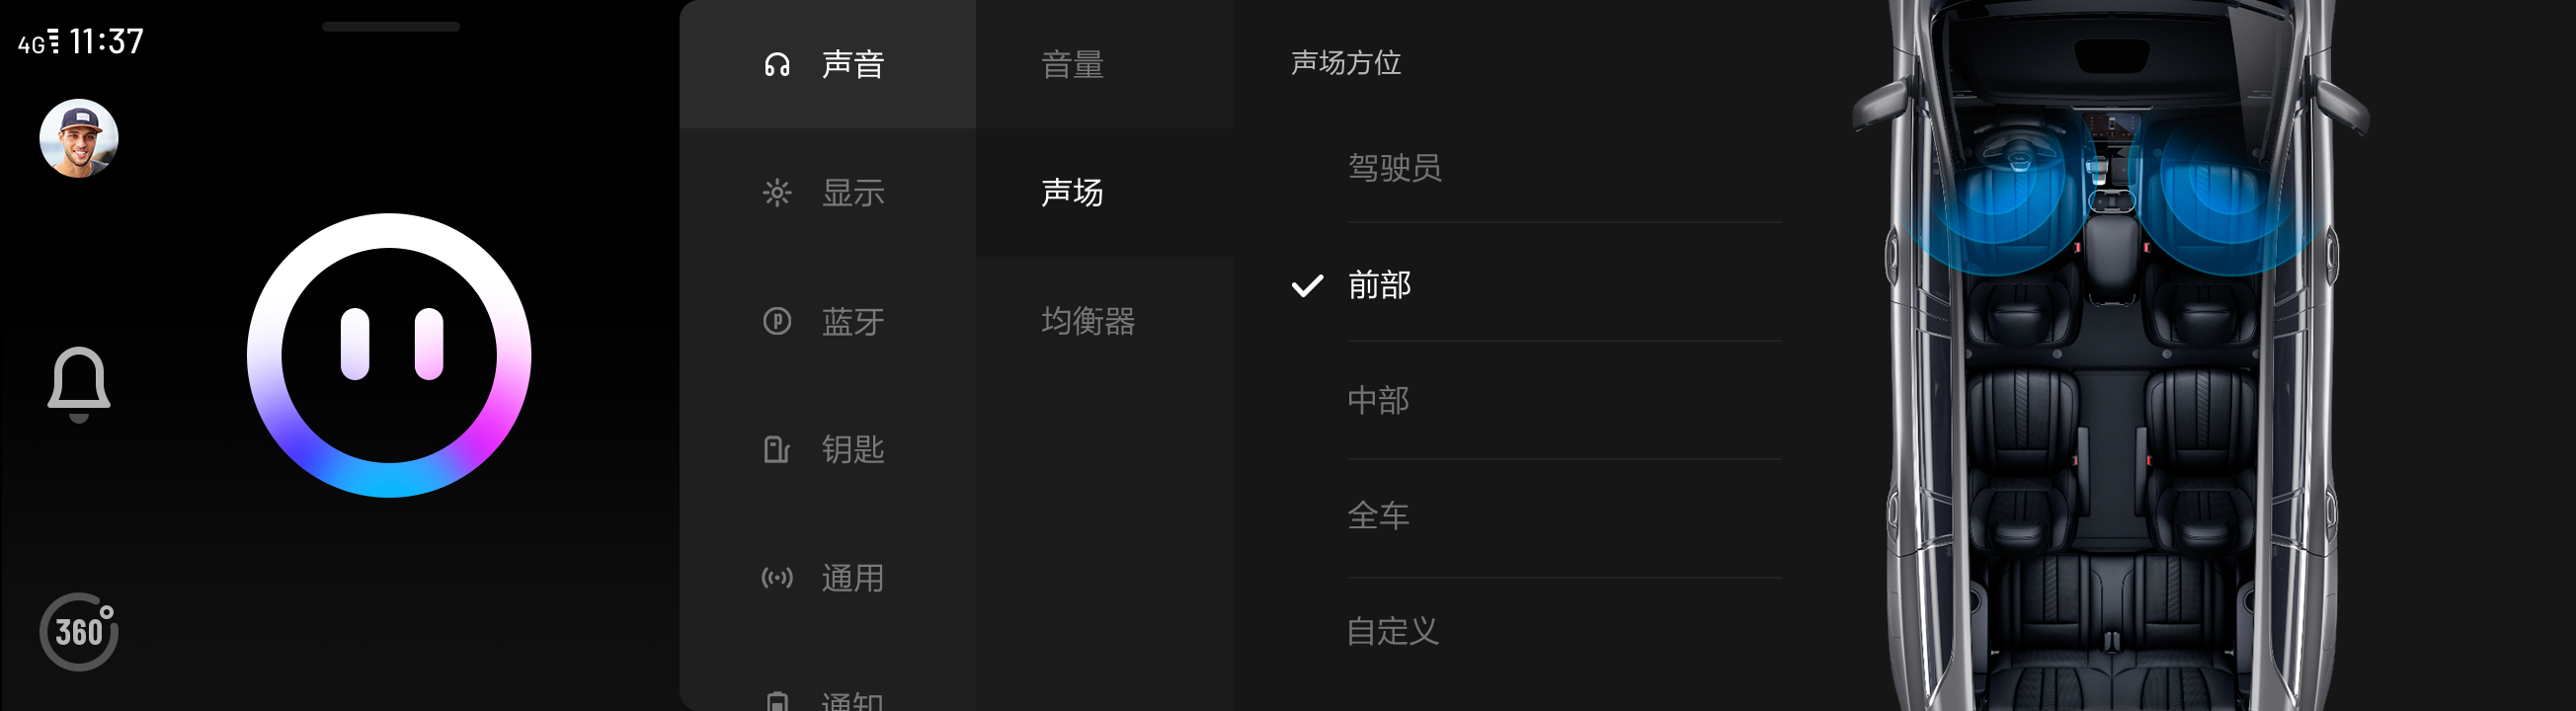 4G 11:37
360°
声音
显示
蓝牙
钥匙
通用
通知
音量
声场
均衡器
声场方位
驾驶员
前部
中部
全车
自定义